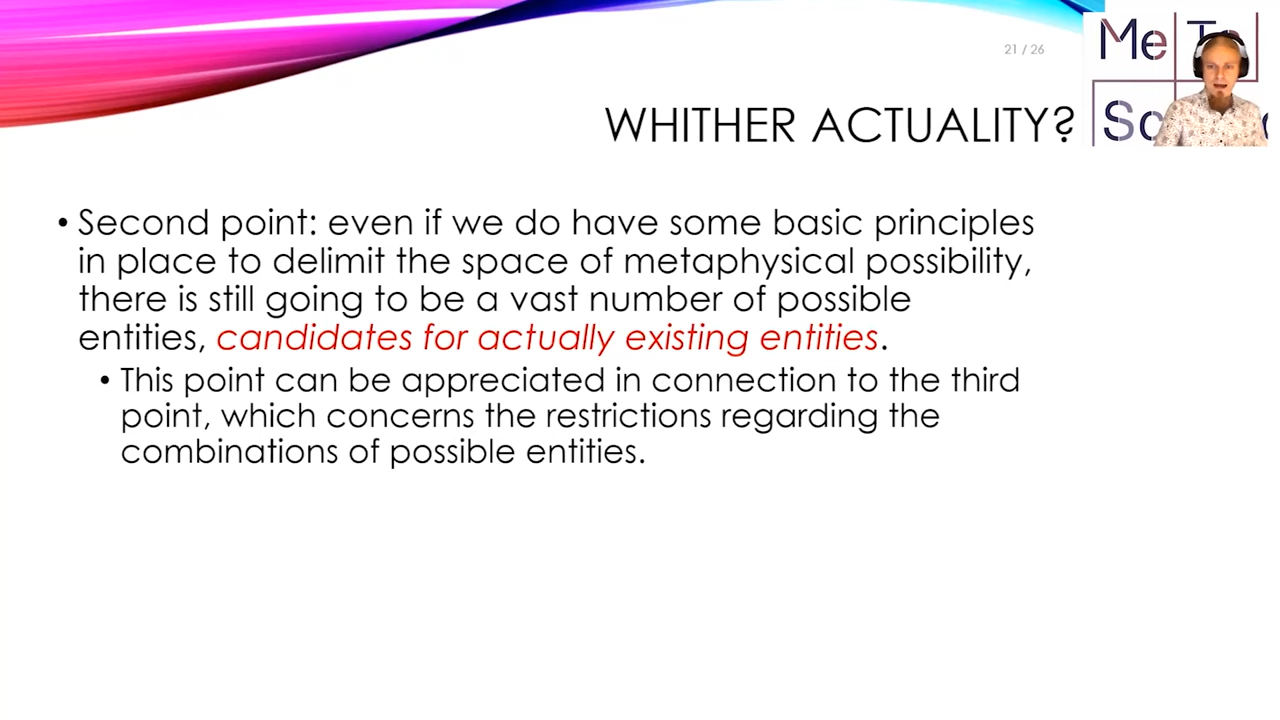 21 / 26
Me
WHITHER ACTUALITY?
• Second point: even if we do have some basic principles
in place to delimit the space of metaphysical possibility,
there is still going to be a vast number of possible
entities, candidates for actually existing entities.
• This point can be appreciated in connection to the third
point, which concerns the restrictions regarding the
combinations of possible entities.